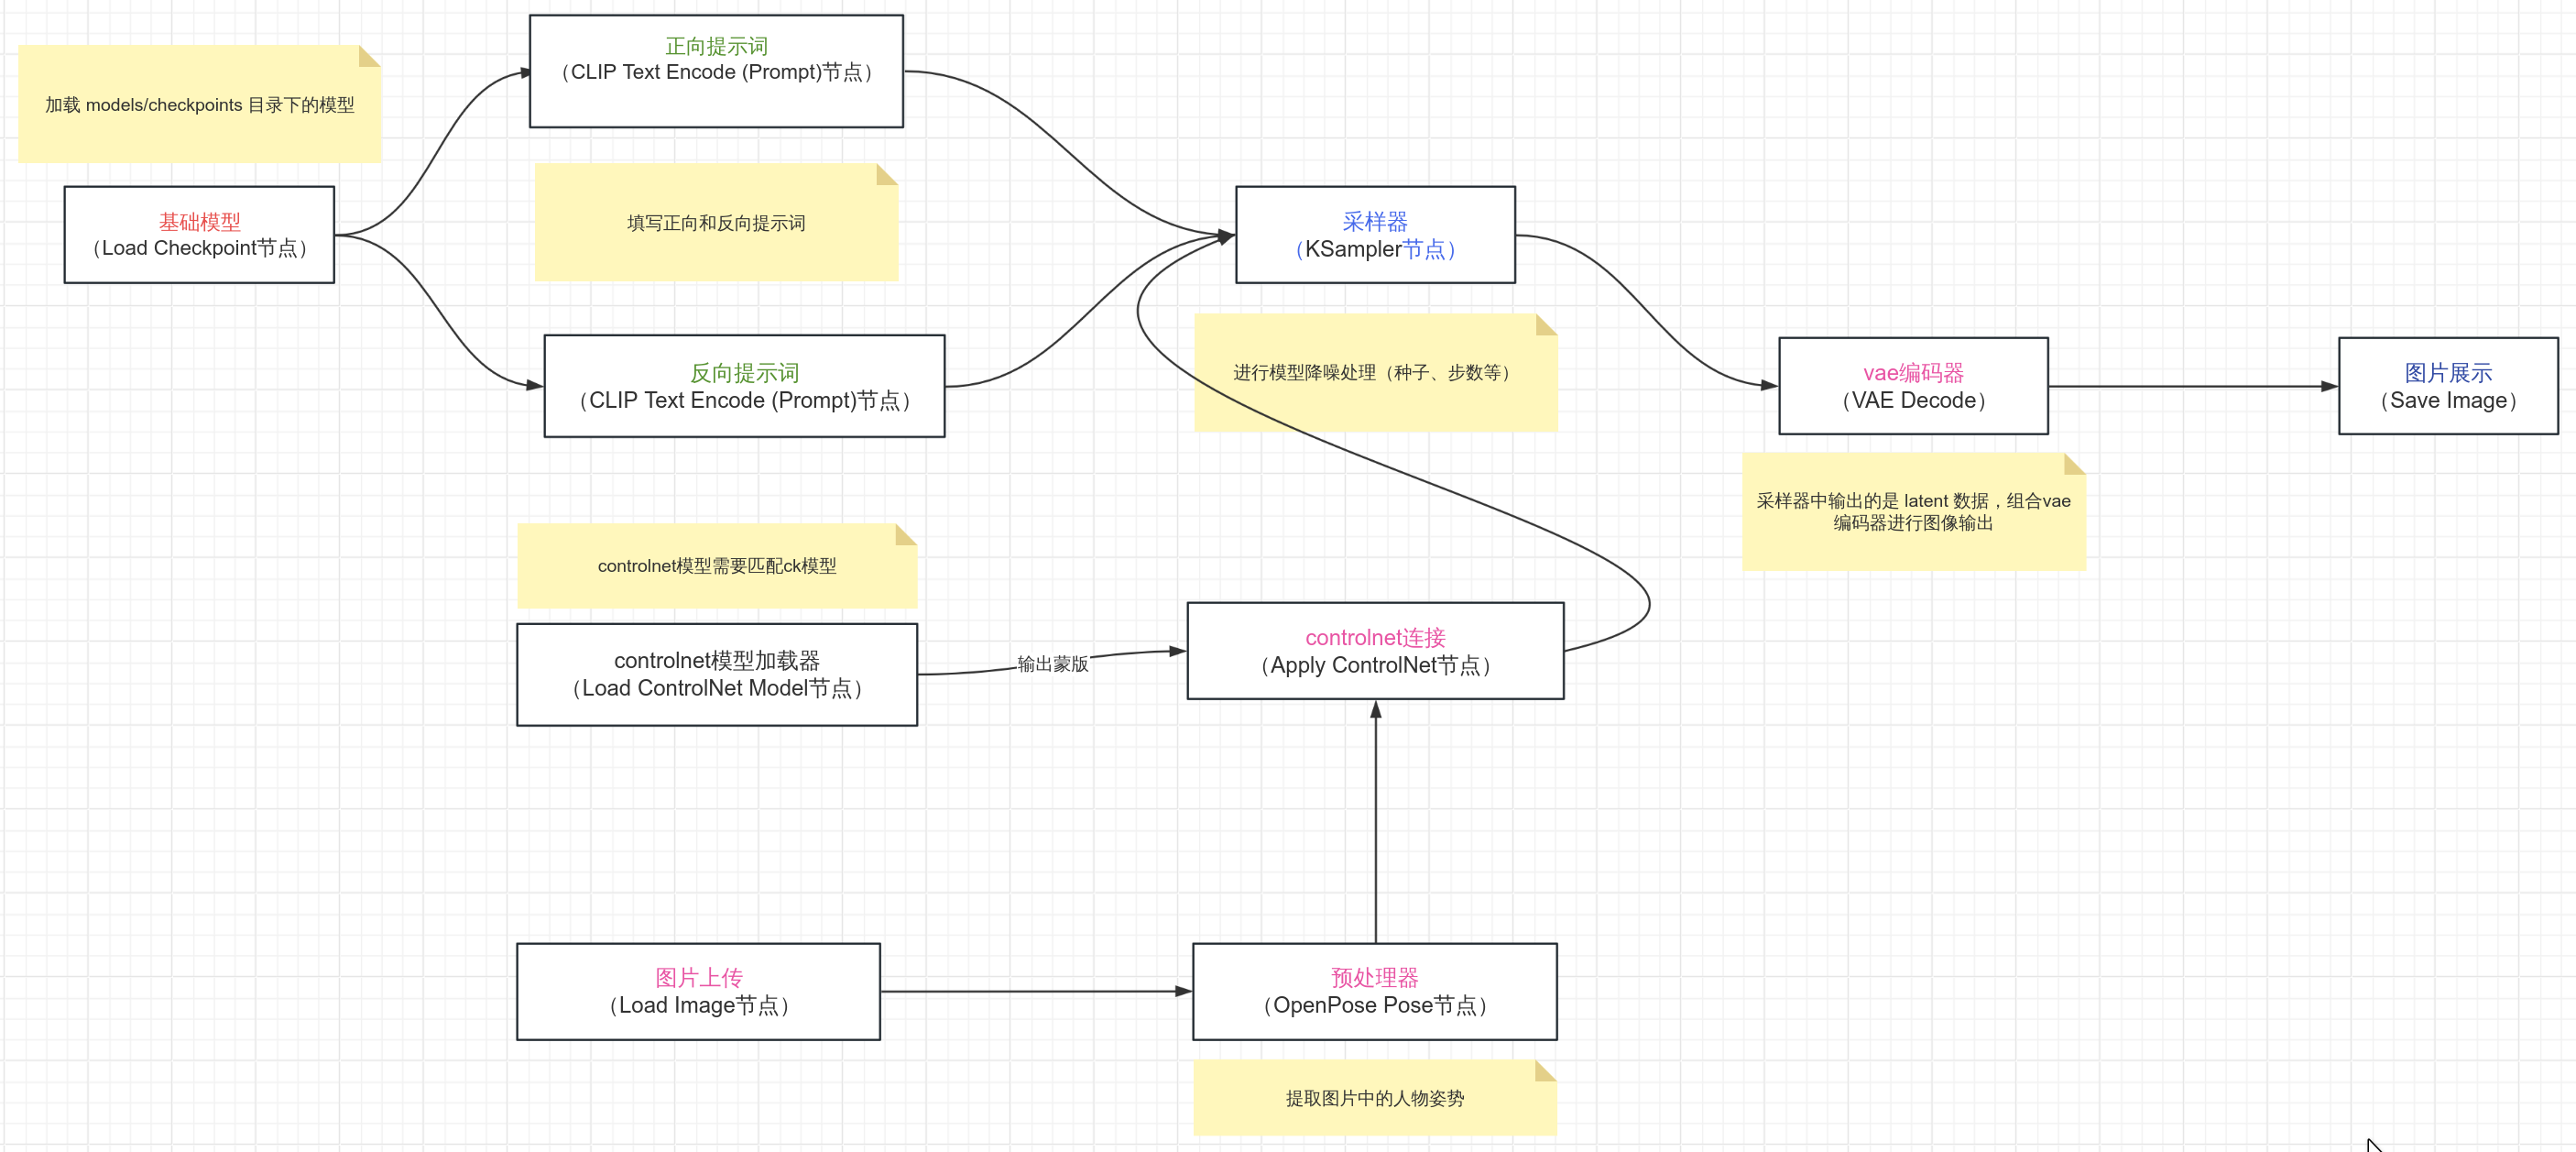 正向提示词
（CLIP Text Encode (Prompt)节点）
加载 models/checkpoints 目录下的模型
填写正向和反向提示词
基础模型
（Load Checkpoint节点）
采样器
（KSampler节点）
反向提示词
（CLIP Text Encode (Prompt)节点）
进行模型降噪处理（种子、步数等）
vae编码器
（VAE Decode）
图片展示
（Save Image）
采样器中输出的是 latent 数据，组合vae
编码器进行图像输出
controlnet模型需要匹配ck模型
controlnet模型加载器
（Load ControlNet Model节点）
输出蒙版
controlnet连接
（Apply ControlNet节点）
图片上传
（Load Image节点）
预处理器
（OpenPose Pose节点）
提取图片中的人物姿势